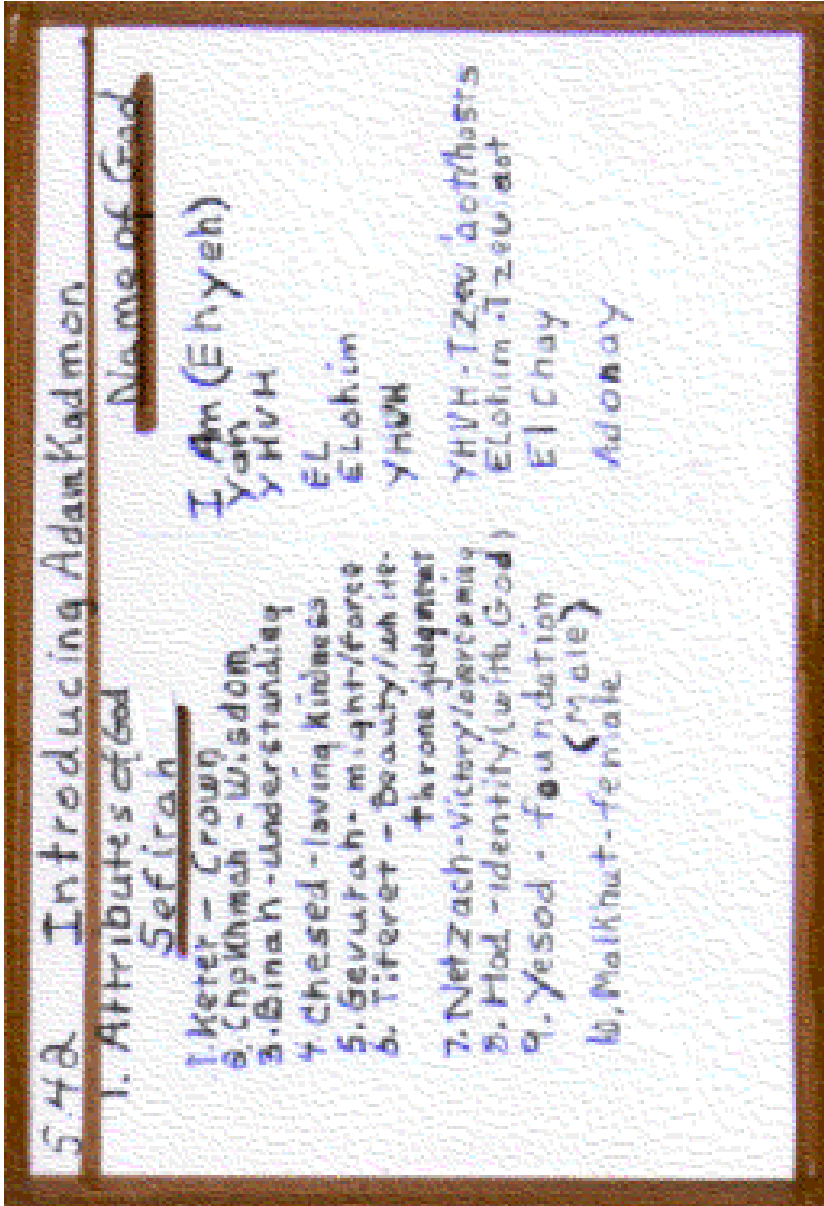 5.42 Introducing Adam Kadmon
1. Attributes of God
Sefirah Name of God
1. Keter - Crown I Am (Ehyeh)
2. Chokhmah - Wisdom Yah
3. Binah - Understanding YHVH
4 Chesed - loving kindness EL
5. Gevurah - might/force ELohim
6. Tiferet - Beauty/white- YHVH
throne judgment
7. Netzach - Victory/overcoming YHVH - Tzev'aot/hosts
8. Hod - identity (with God) ELohim - Tzev'aot
9. Yesod - foundation El Chay
(Male)
10. Malkhut - female Adonay